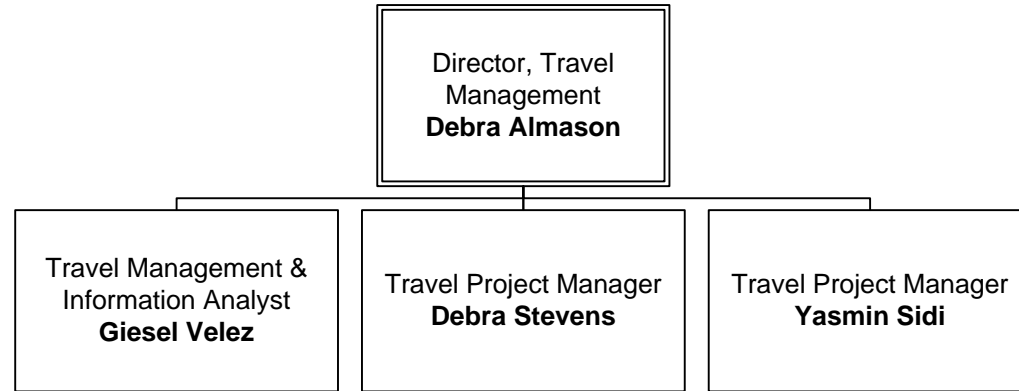 Director, Travel
Management
Debra Almason
Travel Management &
Information Analyst
Giesel Velez
Travel Project Manager
Debra Stevens
Travel Project Manager
Yasmin Sidi